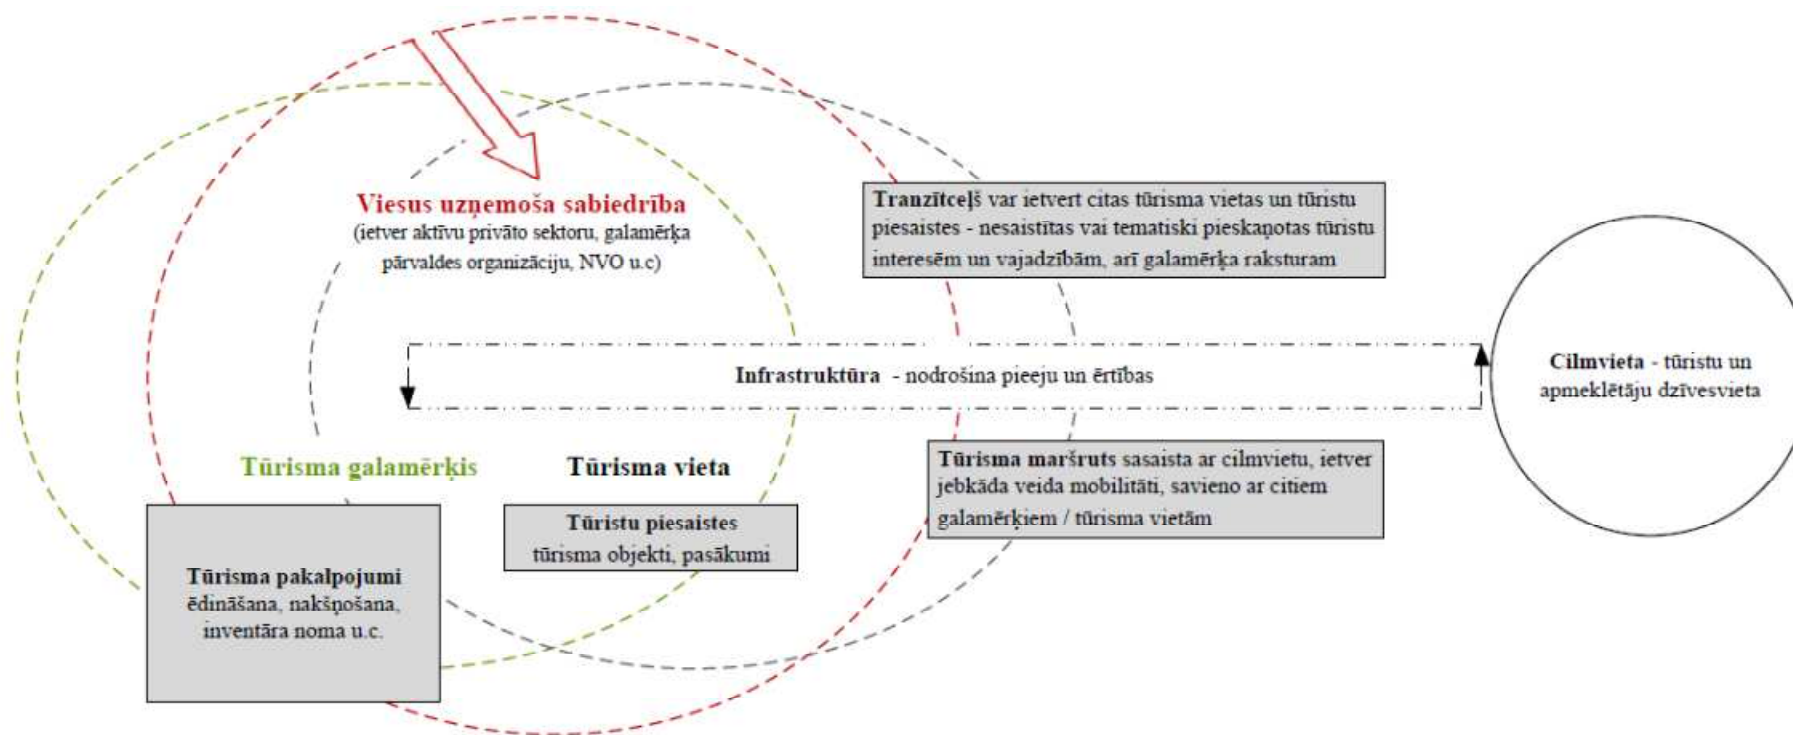 Viesus uzņemoša sabiedrība
(ietver aktīvu privāto sektoru, galamērķa
pārvaldes organizāciju, NVO u.c)
Tranzītceļš var ietvert citas tūrisma vietas un tūristu
piesaistes - nesaistītas vai tematiski pieskaņotas tūristu
interesēm un vajadzībām, arī galamērķa raksturam
Infrastruktūra - nodrošina pieeju un ērtības
Cilmvieta - tūristu un
apmeklētāju dzīvesvieta
Tūrisma galamērķis
Tūrisma vieta
Tūrisma maršruts sasaista ar cilmvietu, ietver
jebkāda veida mobilitāti, savieno ar citiem
galamērķiem / tūrisma vietām
Tūristu piesaistes
tūrisma objekti, pasākumi
Tūrisma pakalpojumi
ēdināšana, nakšņošana,
inventāra noma u.c.